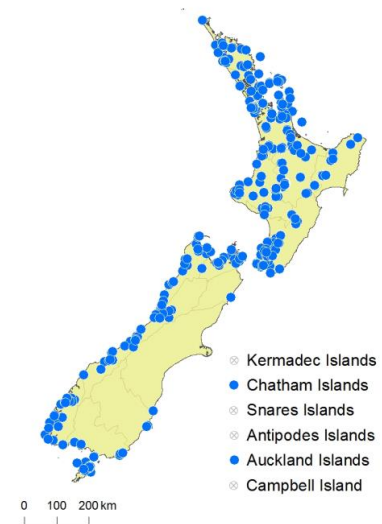 Kermadec Islands
Chatham Islands
Snares Islands
Antipodes Islands
Auckland Islands
Campbell Island
0 100 200 km